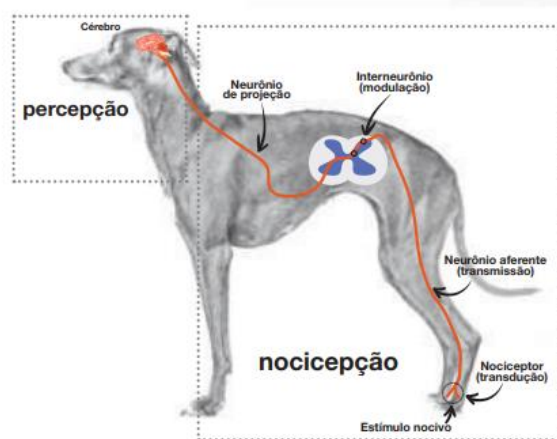 Cérebro
percepção
Neurônio
de projeção
Interneurônio
(modulação)
Neurônio aferente
(transmissão)
nocicepção
Nociceptor
(transdução)
Estímulo nocivo